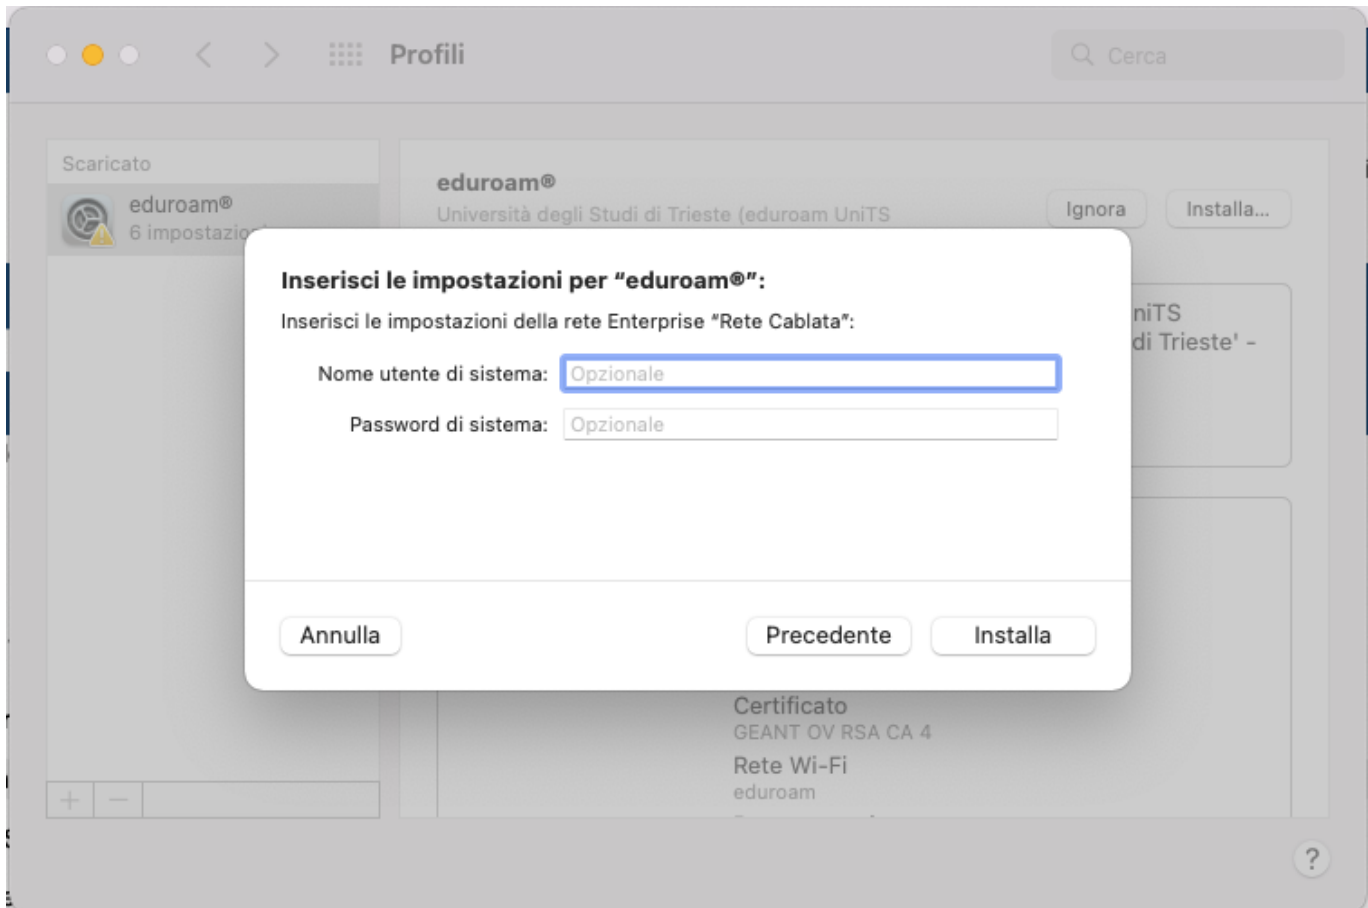 Profili
Cerca
Scaricato
eduroam®
6 impostazio
eduroam®
Università degli Studi di Trieste (eduroam UniTS
Ignora
Installa...
niTS
di Trieste' -
Inserisci le impostazioni per “eduroam®”:
Inserisci le impostazioni della rete Enterprise “Rete Cablata”:
Nome utente di sistema: Opzionale
Password di sistema: Opzionale
Annulla
Precedente
Installa
Certificato
GEANT OV RSA CA 4
Rete Wi-Fi
eduroam
?